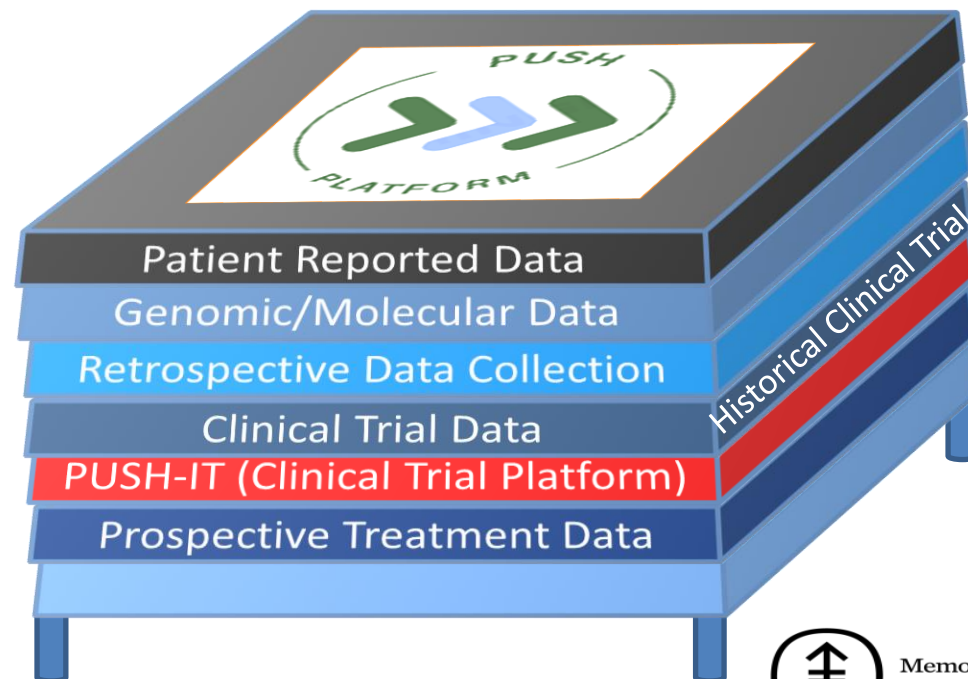 PUSH
PLATFORM
Patient Reported Data
Genomic/Molecular Data
Retrospective Data Collection
Historical Clinical Trial
Clinical Trial Data
PUSH-IT (Clinical Trial Platform)
Prospective Treatment Data